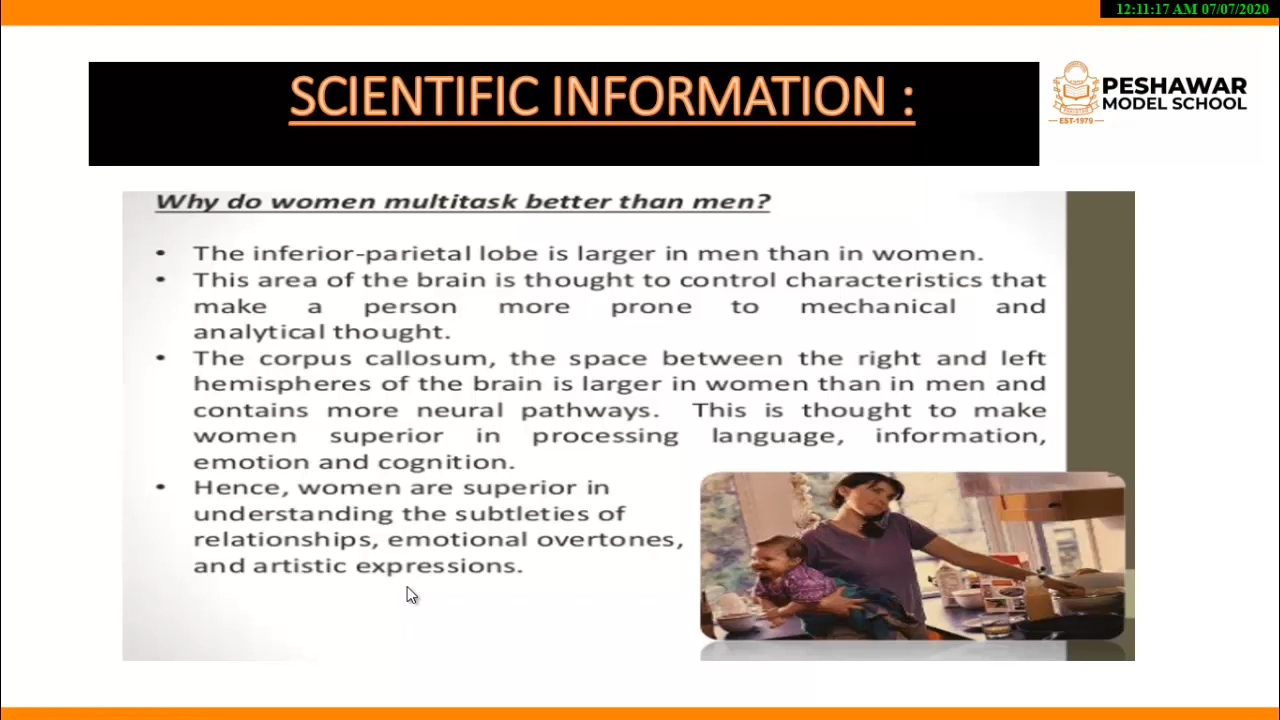 12:11:17 AM 07/07/2020
SCIENTIFIC INFORMATION :
PESHAWAR
MODEL SCHOOL
EST-1979
Why do women multitask better than men?
• The inferior-parietal lobe is larger in men than in women.
• This area of the brain is thought to control characteristics that
make a person more prone to mechanical and
analytical thought.
• The corpus callosum, the space between the right and left
hemispheres of the brain is larger in women than in men and
contains more neural pathways. This is thought to make
women superior in processing language, information,
emotion and cognition.
• Hence, women are superior in
understanding the subtleties of
relationships, emotional overtones,
and artistic expressions.